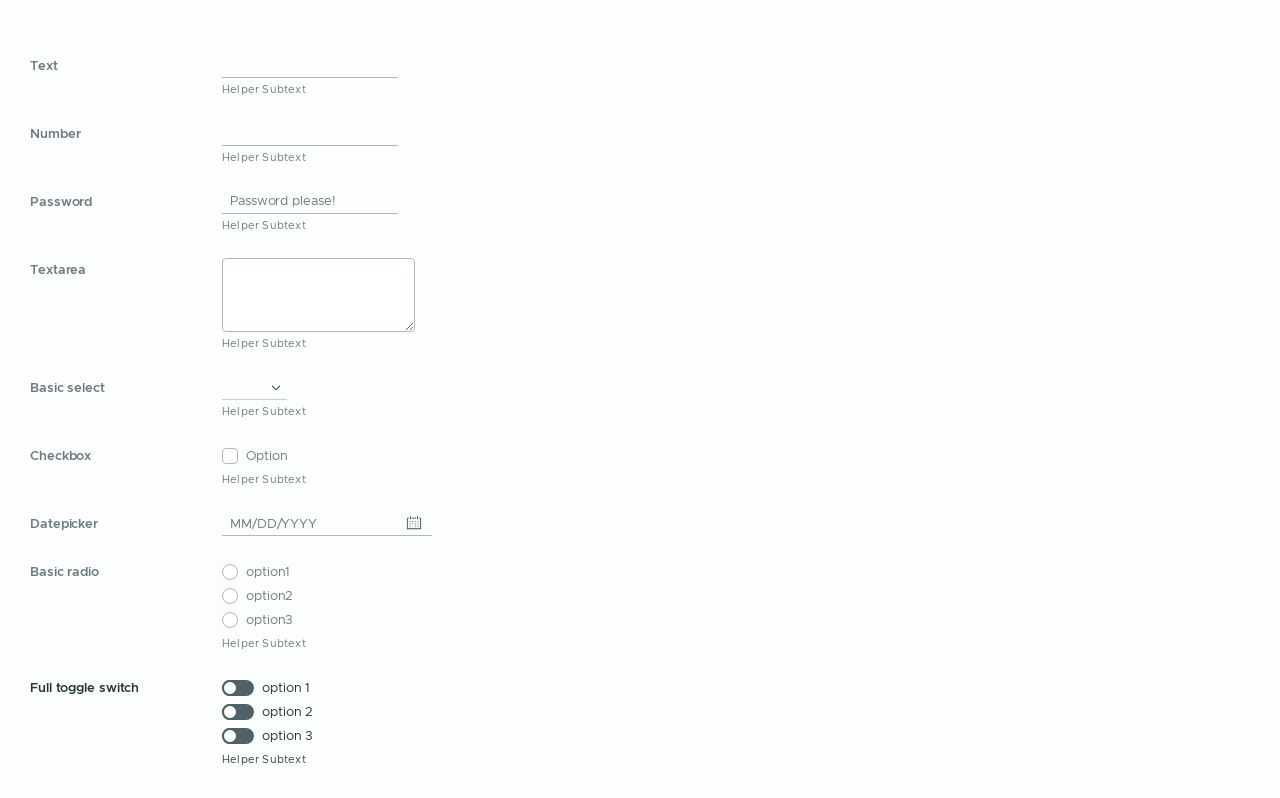 Text
Helper Subtext
Number
Helper Subtext
Password Password please!
Helper Subtext
Textarea
Helper Subtext
Basic select
Helper Subtext
Checkbox Option
Helper Subtext
Datepicker MM/DD/YYYY
Basic radio option1
option2
option3
Helper Subtext
Full toggle switch option 1
option 2
option 3
Helper Subtext